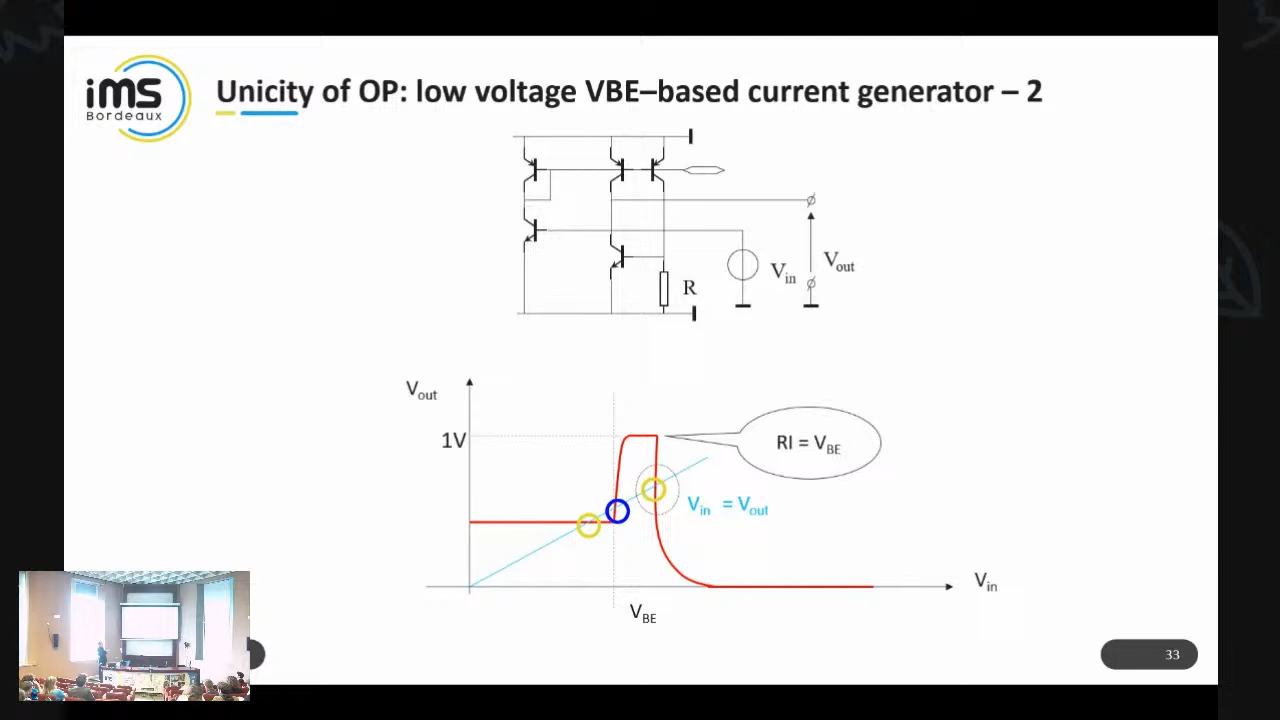 iMS
Bordeaux
Unicity of OP: low voltage VBE–based current generator – 2
R
Vin
Vout
Vout
1V
RI = VBE
Vin = Vout
Vin
VBE
33